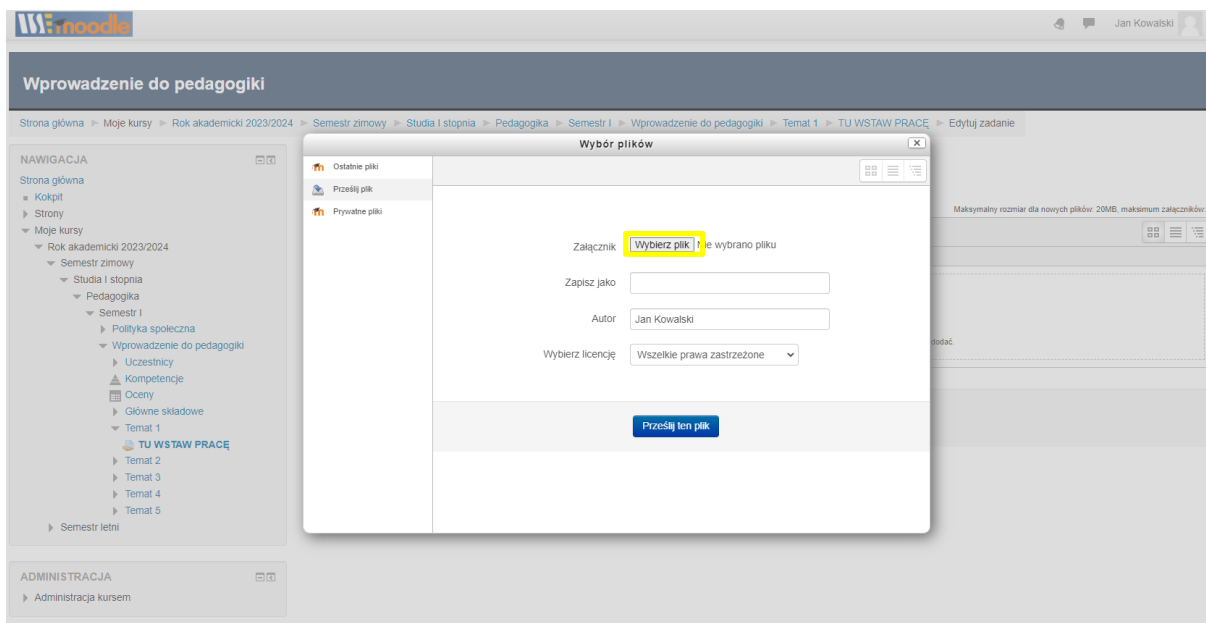 WSE moodle
Jan Kowalski
Wprowadzenie do pedagogiki
Strona główna Moje kursy Rok akademicki 2023/2024 Semestr zimowy Studia I stopnia Pedagogika Semestr I Wprowadzenie do pedagogiki Temat 1 TU WSTAW PRACĘ Edytuj zadanie
NAWIGACJA
Strona główna
Kokpit
Strony
Moje kursy
Rok akademicki 2023/2024
Semestr zimowy
Studia I stopnia
Pedagogika
Semestr I
Polityka społeczna
Wprowadzenie do pedagogiki
Uczestnicy
Kompetencje
Oceny
Główne składowe
Temat 1
TU WSTAW PRACĘ
Temat 2
Temat 3
Temat 4
Temat 5
Semestr letni
ADMINISTRACJA
Administracja kursem
Wybór plików
Ostatnie pliki
Prześlij plik
Prywatne pliki
Załącznik Wybierz plik Nie wybrano pliku
Zapisz jako
Autor Jan Kowalski
Wybierz licencję Wszelkie prawa zastrzeżone
Prześlij ten plik
Maksymalny rozmiar dla nowych plików: 20MB, maksimum załączników:
dodać.